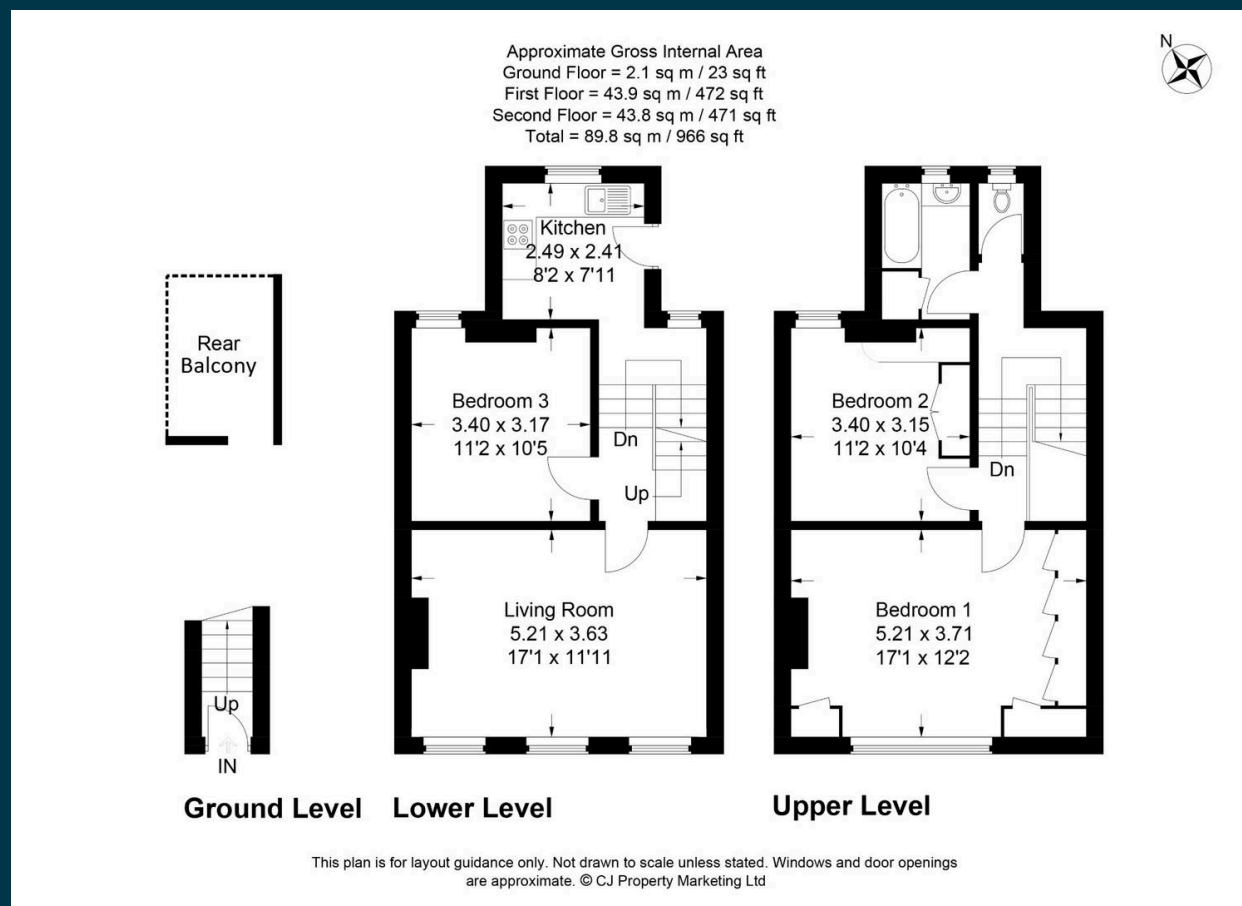 N
Approximate Gross Internal Area
Ground Floor = 2.1 sq m / 23 sq ft
First Floor = 43.9 sq m / 472 sq ft
Second Floor = 43.8 sq m / 471 sq ft
Total = 89.8 sq m / 966 sq ft
Rear
Balcony
Up
IN
Ground Level
Kitchen
2.49 x 2.41
8'2 x 7'11
Bedroom 3
3.40 x 3.17
11'2 x 10'5
Dn
Up
Living Room
5.21 x 3.63
17'1 x 11'11
Lower Level
Bedroom 2
3.40 x 3.15
11'2 x 10'4
Dn
Bedroom 1
5.21 x 3.71
17'1 x 12'2
Upper Level
This plan is for layout guidance only. Not drawn to scale unless stated. Windows and door openings
are approximate. © CJ Property Marketing Ltd